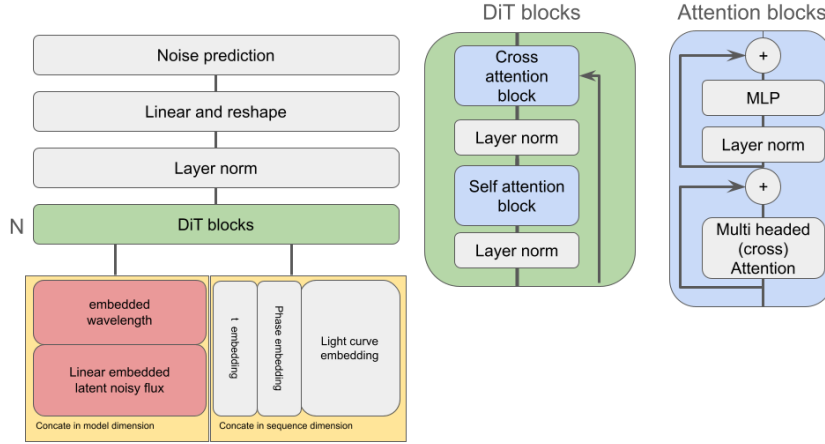 Noise prediction
Linear and reshape
Layer norm
N
DiT blocks
embedded
wavelength
Linear embedded
latent noisy flux
Concate in model dimension
t embedding
Phase embedding
Light curve
embedding
Concate in sequence dimension
DiT blocks
Cross
attention
block
Layer norm
Self attention
block
Layer norm
Attention blocks
+
MLP
Layer norm
+
Multi headed
(cross)
Attention